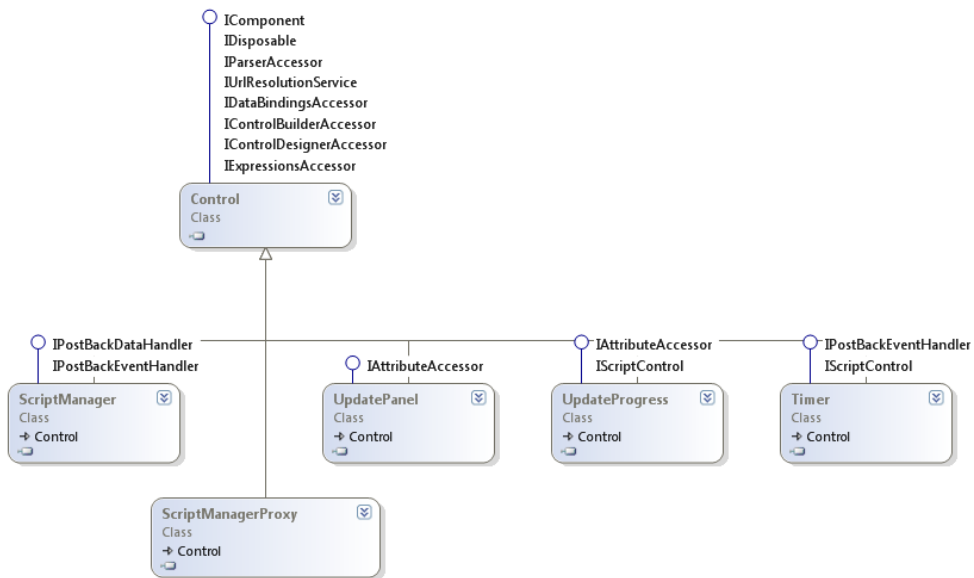 IComponent
IDisposable
IParserAccessor
IUrlResolutionService
IDataBindingsAccessor
IControlBuilderAccessor
IControlDesignerAccessor
IExpressionsAccessor
Control
Class
IPostBackDataHandler
IPostBackEventHandler
ScriptManager
Class
Control
IAttributeAccessor
UpdatePanel
Class
Control
IAttributeAccessor
IScriptControl
UpdateProgress
Class
Control
IPostBackEventHandler
IScriptControl
Timer
Class
Control
ScriptManagerProxy
Class
Control